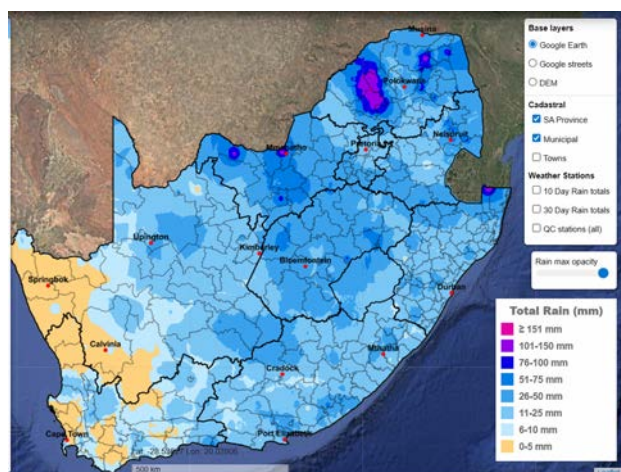 Base layers
Google Earth
Google streets
DEM
Cadastral
SA Province
Municipal
Towns
Weather Stations
10 Day Rain totals
30 Day Rain totals
QC stations (all)
Rain max opacity
Total Rain (mm)
≥ 151 mm
101-150 mm
76-100 mm
51-75 mm
26-50 mm
11-25 mm
6-10 mm
0-5 mm
Musina
Polokwane
Nelspruit
Pretoria
Upington
Kimberley
Bloemfontein
Springbok
Durban
Calvinia
Mthatha
Cradock
Cape Town
Port Elizabeth
500 km